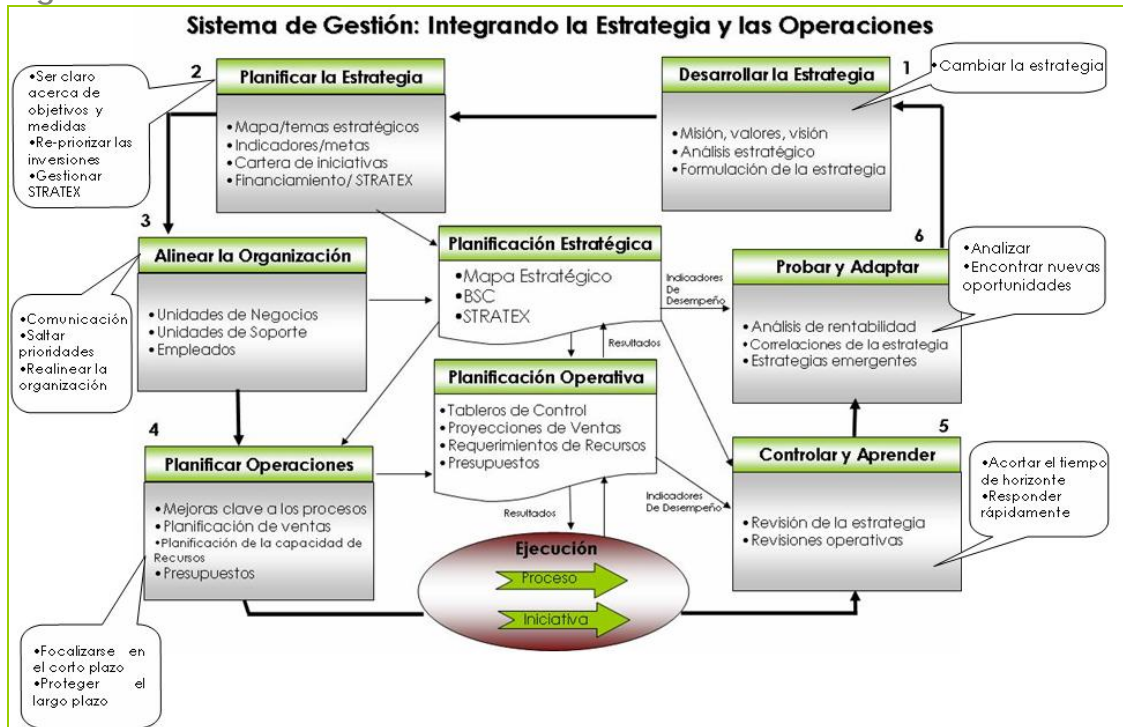 Sistema de Gestión: Integrando la Estrategia y las Operaciones
•Ser claro
acerca de
objetivos y
medidas
•Re-priorizar las
inversiones
•Gestionar
STRATEX
2
Planificar la Estrategia
•Mapa/temas estratégicos
•Indicadores/metas
•Cartera de iniciativas
•Financiamiento/ STRATEX
Desarrollar la Estrategia
1
•Misión, valores, visión
•Análisis estratégico
•Formulación de la estrategia
•Cambiar la estrategia
3
Alinear la Organización
•Unidades de Negocios
•Unidades de Soporte
•Empleados
•Comunicación
•Saltar
prioridades
•Realinear la
organización
Planificación Estratégica
•Mapa Estratégico
•BSC
•STRATEX
Indicadores
De
Desempeño
6
Probar y Adaptar
•Análisis de rentabilidad
•Correlaciones de la estrategia
•Estrategias emergentes
•Analizar
•Encontrar nuevas
oportunidades
Resultados
Planificación Operativa
•Tableros de Control
•Proyecciones de Ventas
•Requerimientos de Recursos
•Presupuestos
4
Planificar Operaciones
•Mejoras clave a los procesos
•Planificación de ventas
•Planificación de la capacidad de
Recursos
•Presupuestos
•Focalizarse en
el corto plazo
•Proteger el
largo plazo
Resultados
Indicadores
De Desempeño
5
Controlar y Aprender
•Revisión de la estrategia
•Revisiones operativas
•Acortar el tiempo
de horizonte
•Responder
rápidamente
Ejecución
Proceso
Iniciativa